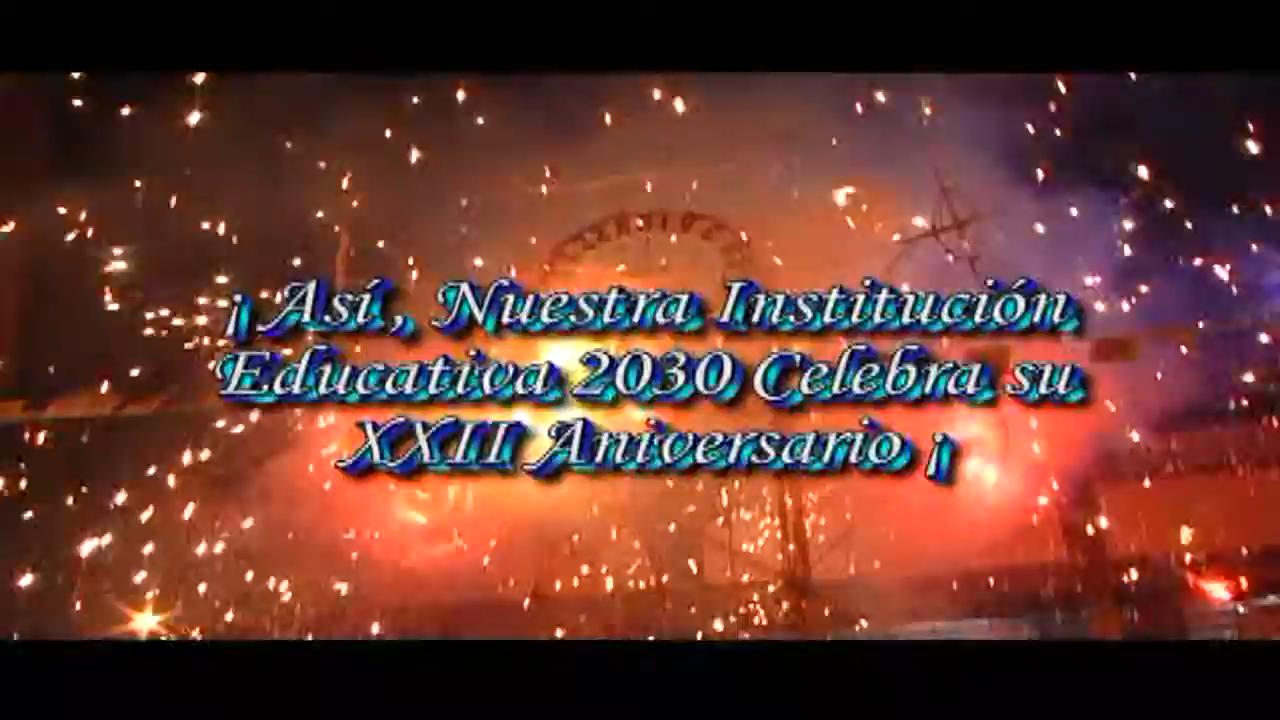 ¡ Así , Nuestra Institución
Educativa 2030 Celebra su
XXII Aniversario ¡